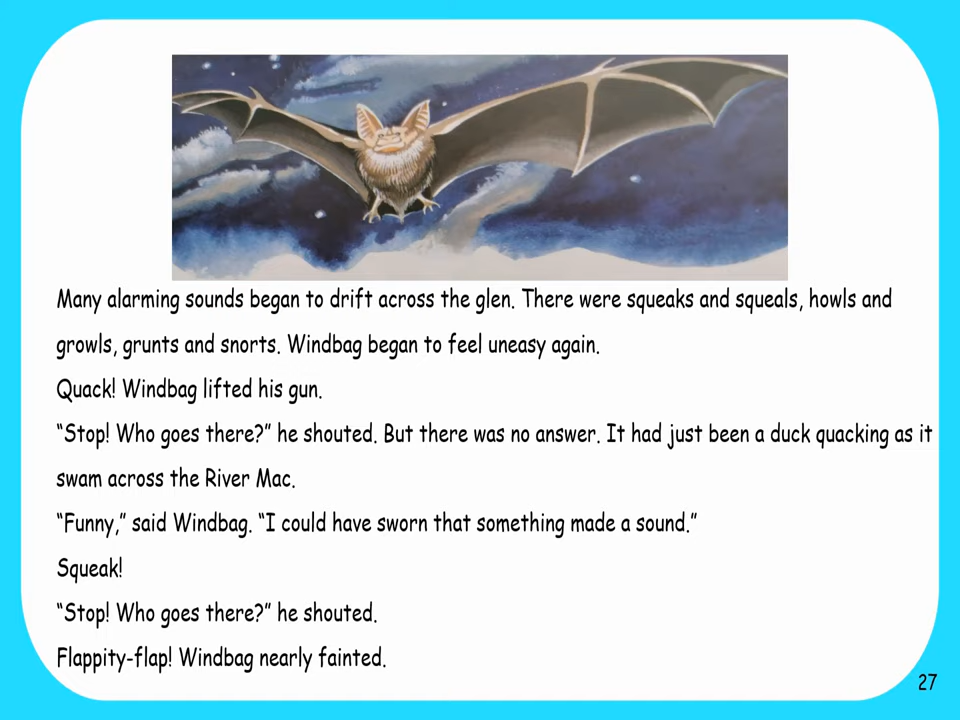 Many alarming sounds began to drift across the glen. There were squeaks and squeals, howls and
growls, grunts and snorts. Windbag began to feel uneasy again.
Quack! Windbag lifted his gun.
“Stop! Who goes there?” he shouted. But there was no answer. It had just been a duck quacking as it
swam across the River Mac.
“Funny,” said Windbag. “I could have sworn that something made a sound.”
Squeak!
“Stop! Who goes there?” he shouted.
Flappity-flap! Windbag nearly fainted.
27